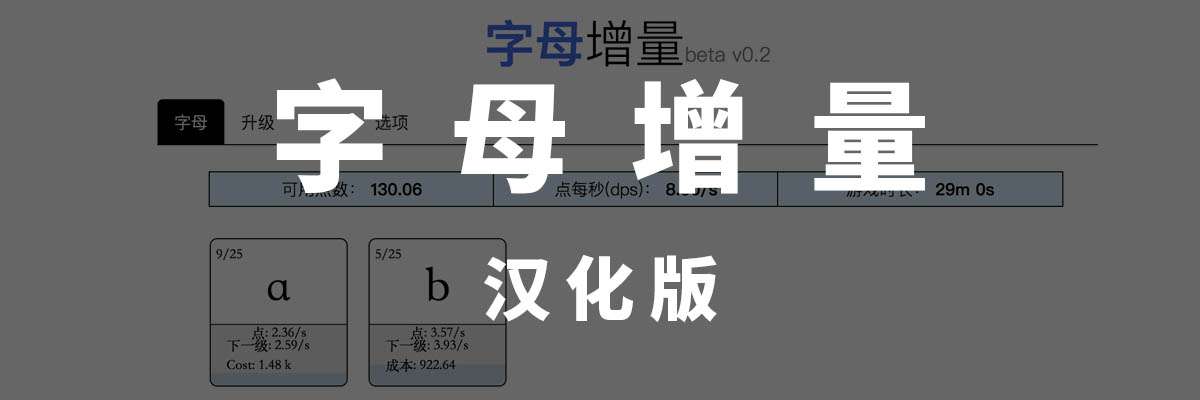 字母增量beta v0.2
字母增量
字母 升级 选项
可用点数: 130.06 点每秒(dps): 8.50/s 游戏时长: 29m 0s
汉化版
9/25 5/25
a b
点: 2.36/s 点: 3.57/s
下一级: 2.59/s 下一级: 3.93/s
Cost: 1.48 k 成本: 922.64